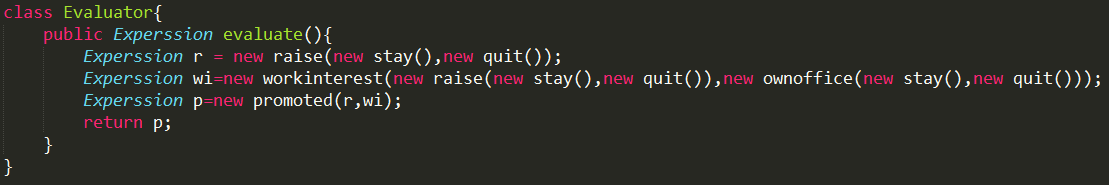 class Evaluator{
    public Experssion evaluate(){
        Experssion r = new raise(new stay(),new quit());
        Experssion wi=new workinterest(new raise(new stay(),new quit()),new ownoffice(new stay(),new quit()));
        Experssion p=new promoted(r,wi);
        return p;
    }
}